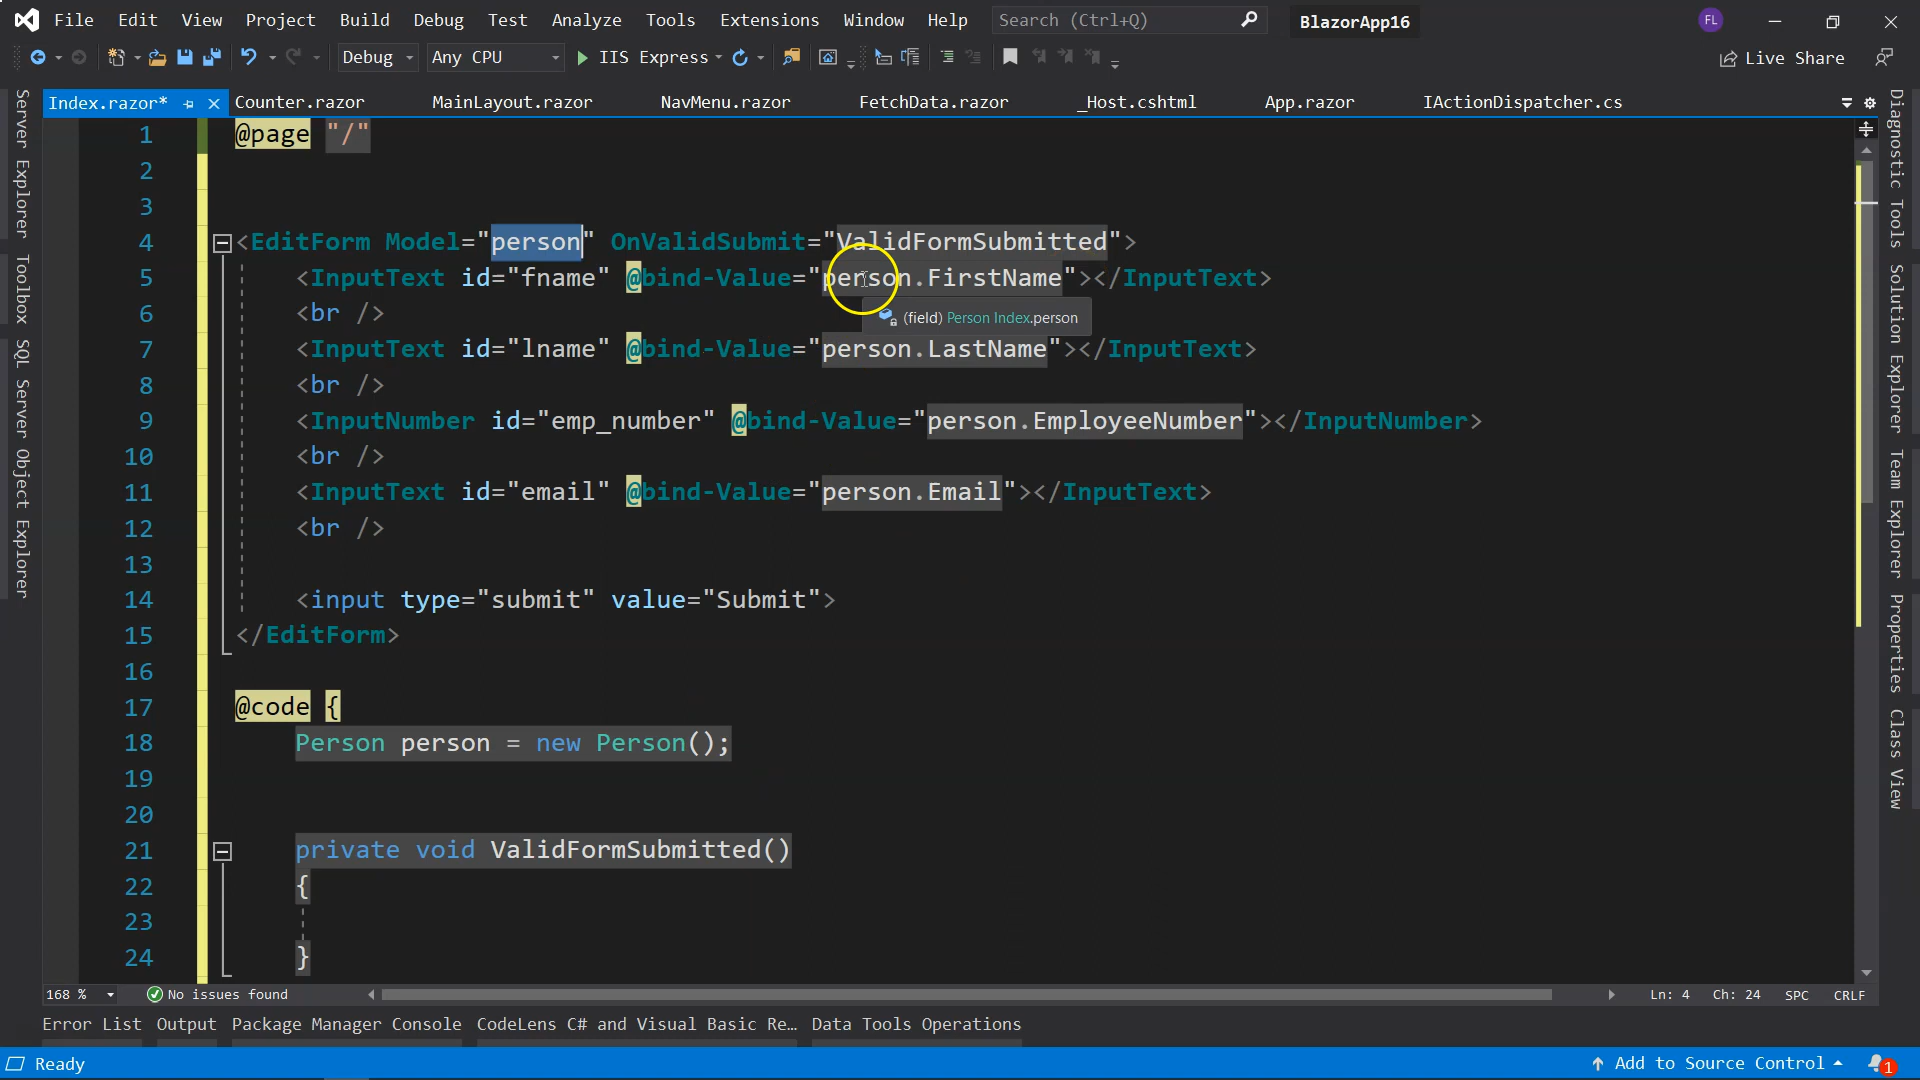 File Edit View Project Build Debug Test Analyze Tools Extensions Window Help Search (Ctrl+Q) BlazorApp16 FL
Debug Any CPU IIS Express Live Share
Index.razor* Counter.razor MainLayout.razor NavMenu.razor FetchData.razor _Host.cshtml App.razor IActionDispatcher.cs
Server Explorer
Toolbox
SQL Server Object Explorer
1 @page "/"
2
3
4 <EditForm Model="person" OnValidSubmit="ValidFormSubmitted">
5 <InputText id="fname" @bind-Value="person.FirstName"></InputText>
6 <br />
(field) Person Index.person
7 <InputText id="lname" @bind-Value="person.LastName"></InputText>
8 <br />
9 <InputNumber id="emp_number" @bind-Value="person.EmployeeNumber"></InputNumber>
10 <br />
11 <InputText id="email" @bind-Value="person.Email"></InputText>
12 <br />
13
14 <input type="submit" value="Submit">
15 </EditForm>
16
17 @code {
18 Person person = new Person();
19
20
21 private void ValidFormSubmitted()
22 {
23
24 }
Diagnostic Tools
Solution Explorer
Team Explorer
Properties
Class View
168 % No issues found Ln: 4 Ch: 24 SPC CRLF
Error List Output Package Manager Console CodeLens C# and Visual Basic Re… Data Tools Operations
Ready Add to Source Control 1